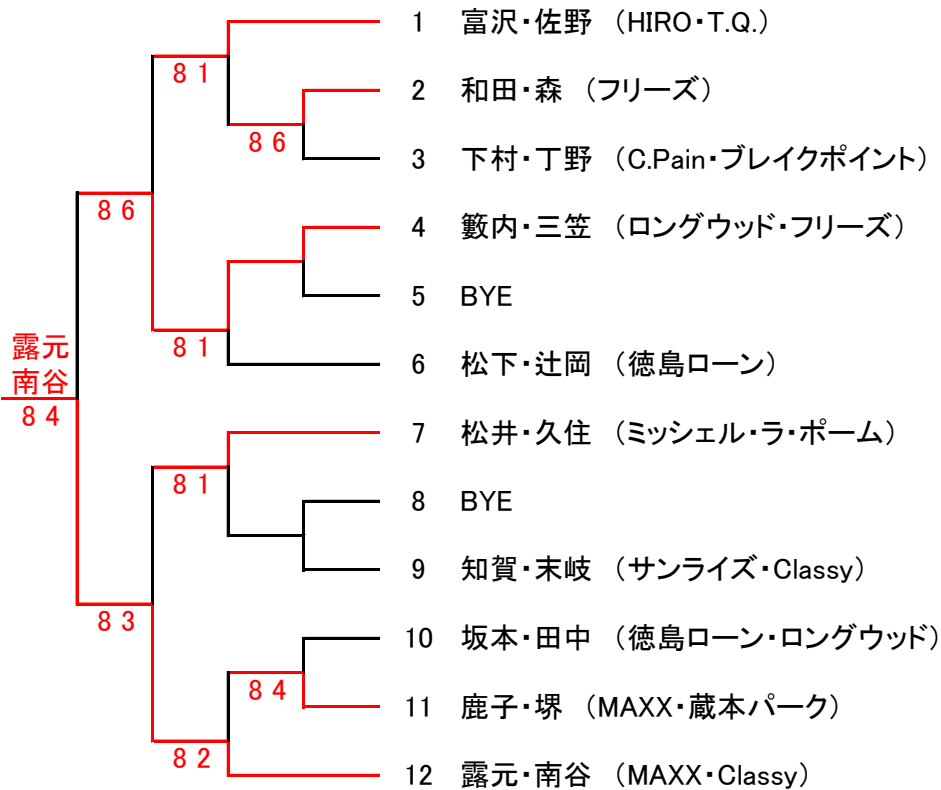 1 富沢・佐野 （HIRO・T.Q.）
8 1
2 和田・森 （フリーズ）
8 6
3 下村・丁野 （C.Pain・ブレイクポイント）
8 6
4 籔内・三笠 （ロングウッド・フリーズ）
5 BYE
8 1
露元
南谷
8 4
6 松下・辻岡 （徳島ローン）
7 松井・久住 （ミッシェル・ラ・ポーム）
8 1
8 BYE
9 知賀・末岐 （サンライズ・Classy）
8 3
10 坂本・田中 （徳島ローン・ロングウッド）
8 4
11 鹿子・堺 （MAXX・蔵本パーク）
8 2
12 露元・南谷 （MAXX・Classy）